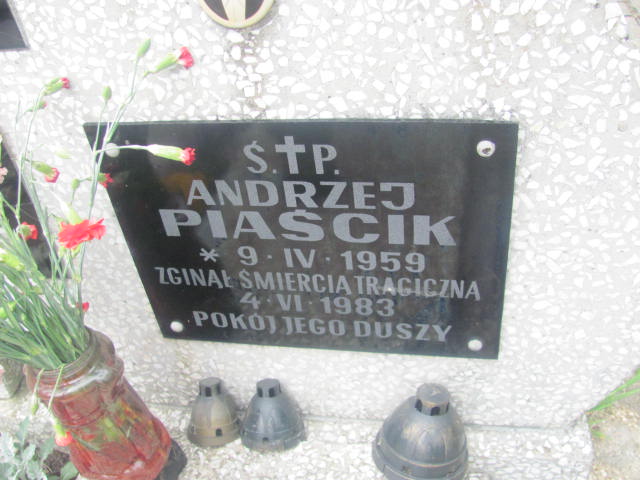 Ś.✝P.
ANDRZEJ
PIAŚCIK
* 9·IV·1959
ZGINĄŁ ŚMIERCIĄ TRAGICZNĄ
4·VI·1983
POKÓJ JEGO DUSZY